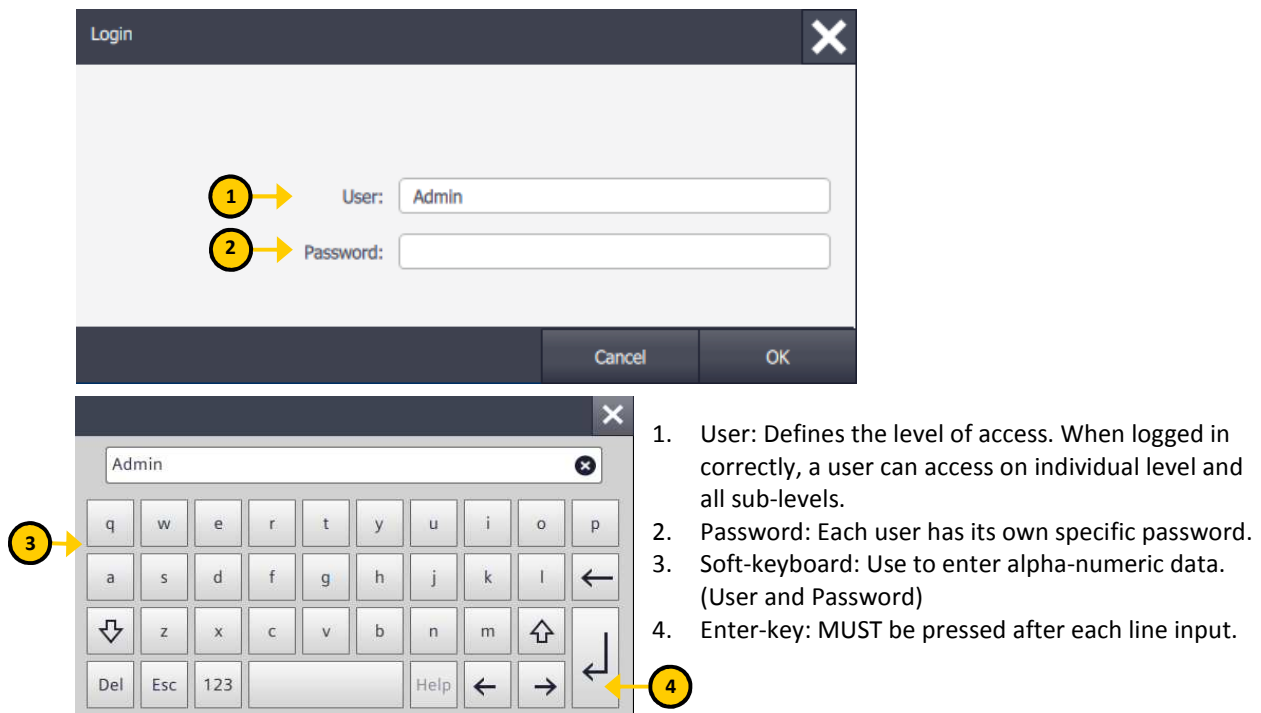 Login
1 User: Admin
2 Password:
Cancel OK
Admin
q w e r t y u i o p
3
a s d f g h j k l
z x c v b n m
Del Esc 123 Help
4
1. User: Defines the level of access. When logged in
correctly, a user can access on individual level and
all sub-levels.
2. Password: Each user has its own specific password.
3. Soft-keyboard: Use to enter alpha-numeric data.
(User and Password)
4. Enter-key: MUST be pressed after each line input.